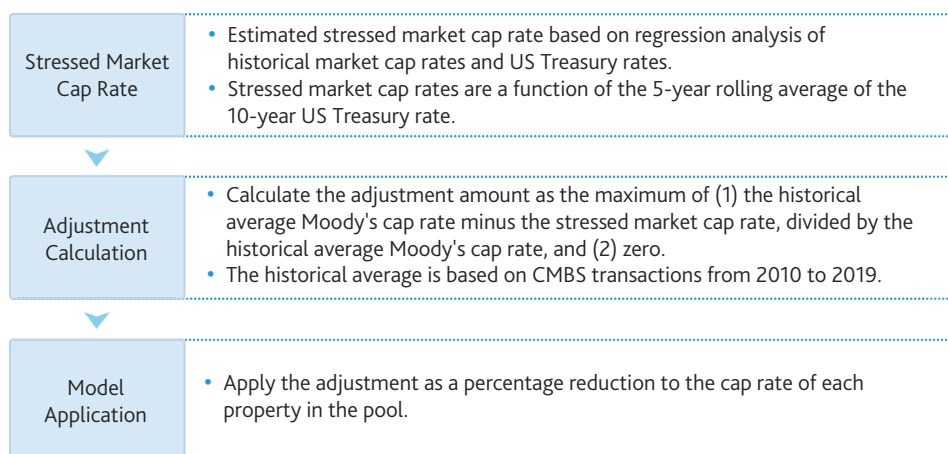 Stressed Market
Cap Rate
• Estimated stressed market cap rate based on regression analysis of
historical market cap rates and US Treasury rates.
• Stressed market cap rates are a function of the 5-year rolling average of the
10-year US Treasury rate.
Adjustment
Calculation
• Calculate the adjustment amount as the maximum of (1) the historical
average Moody's cap rate minus the stressed market cap rate, divided by the
historical average Moody's cap rate, and (2) zero.
• The historical average is based on CMBS transactions from 2010 to 2019.
Model
Application
• Apply the adjustment as a percentage reduction to the cap rate of each
property in the pool.